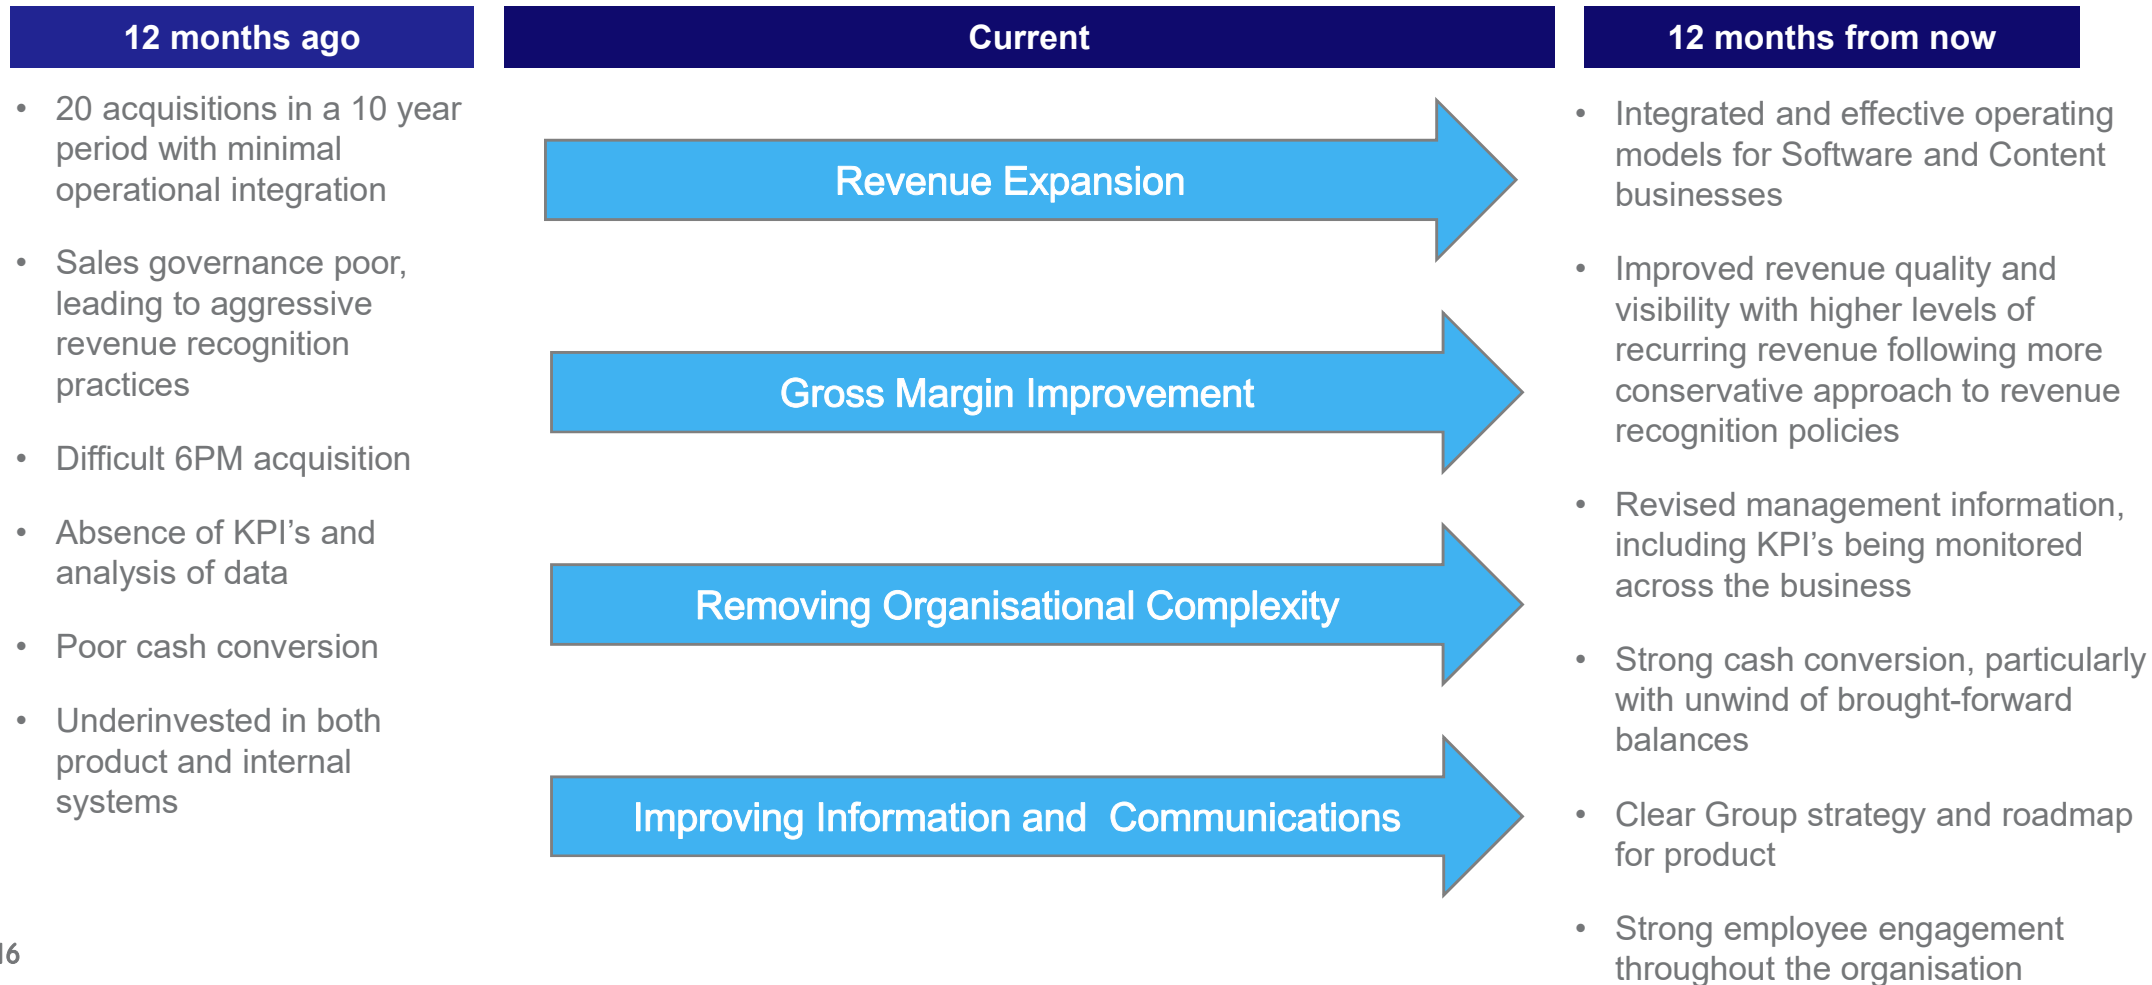 12 months ago
• 20 acquisitions in a 10 year
period with minimal
operational integration
• Sales governance poor,
leading to aggressive
revenue recognition
practices
• Difficult 6PM acquisition
• Absence of KPI's and
analysis of data
• Poor cash conversion
• Underinvested in both
product and internal
systems
Current
Revenue Expansion
Gross Margin Improvement
Removing Organisational Complexity
Improving Information and  Communications
12 months from now
• Integrated and effective operating
models for Software and Content
businesses
• Improved revenue quality and
visibility with higher levels of
recurring revenue following more
conservative approach to revenue
recognition policies
• Revised management information,
including KPI's being monitored
across the business
• Strong cash conversion, particularly
with unwind of brought-forward
balances
• Clear Group strategy and roadmap
for product
• Strong employee engagement
throughout the organisation
16